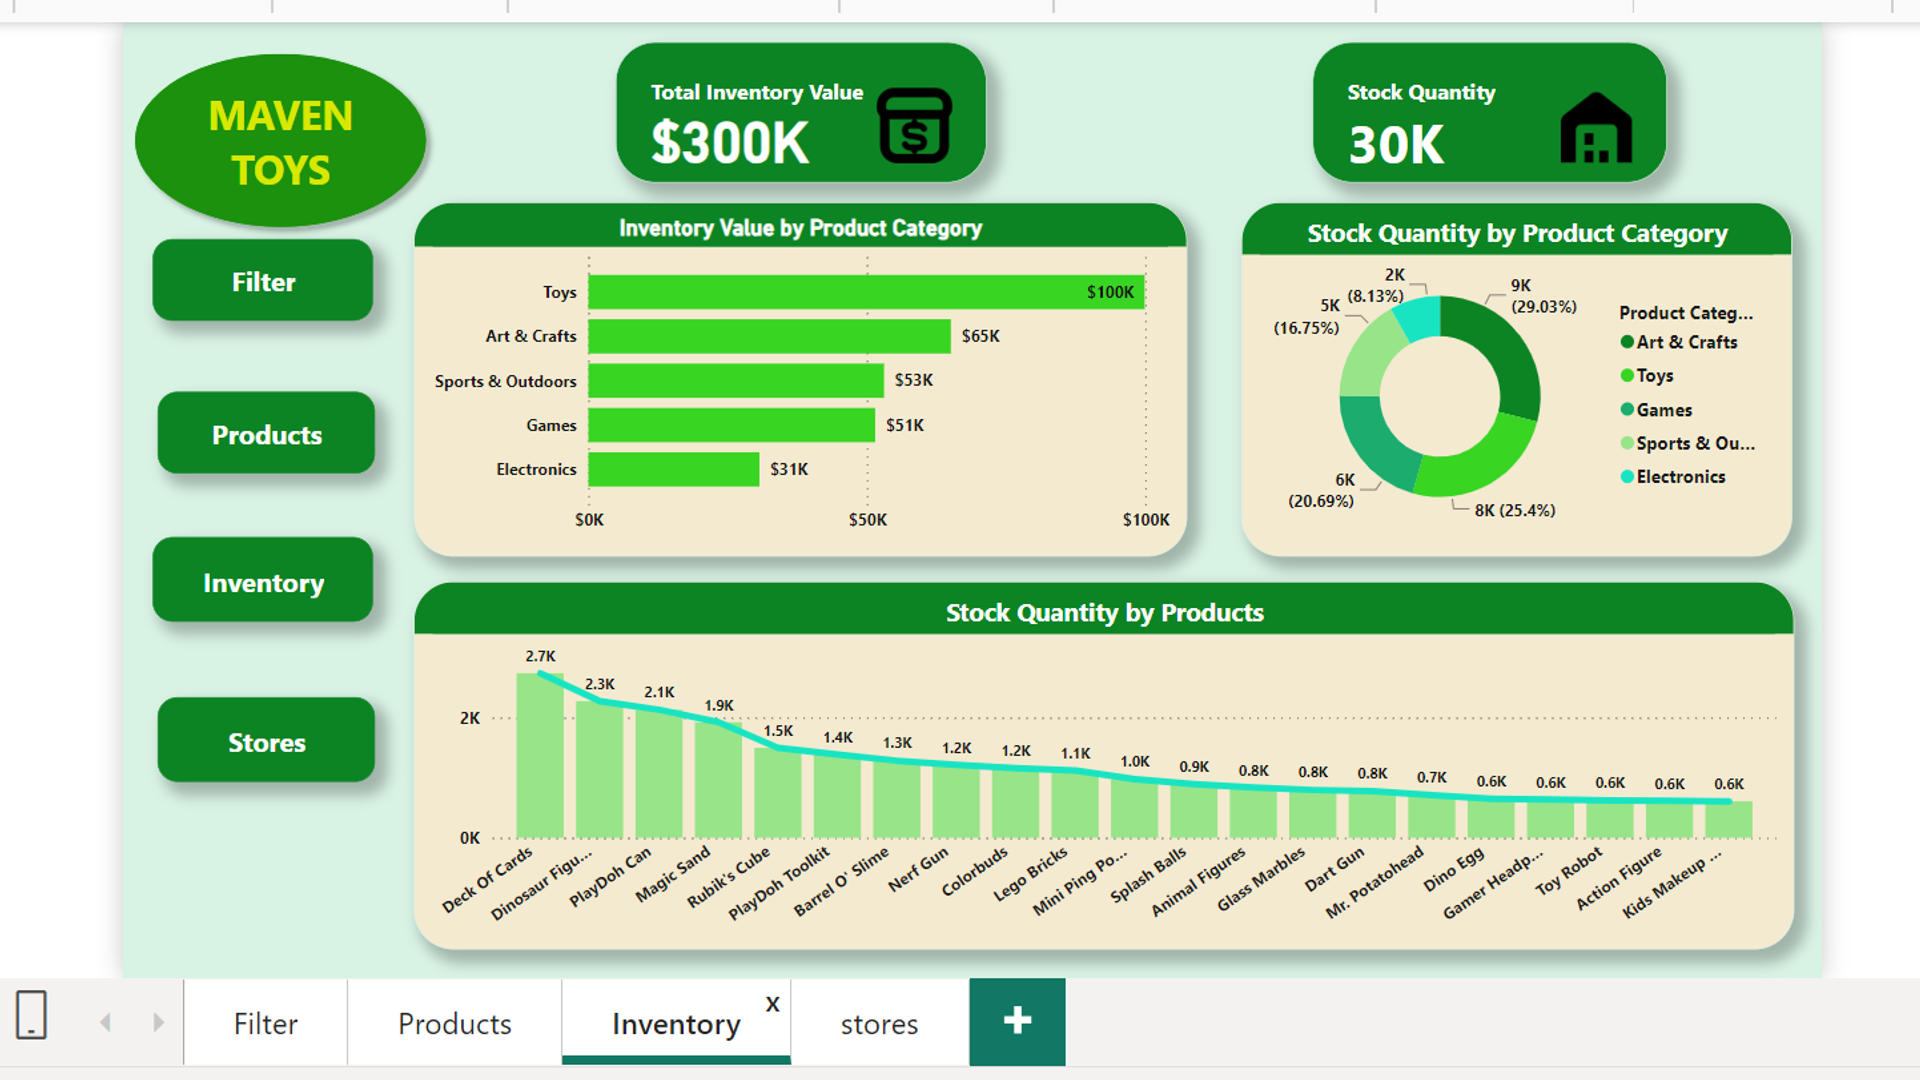 MAVEN
TOYS
Total Inventory Value
$300K
Stock Quantity
30K
Filter
Products
Inventory
Stores
Inventory Value by Product Category
Toys
$100K
Art & Crafts
$65K
Sports & Outdoors
$53K
Games
$51K
Electronics
$31K
$0K
$50K
$100K
Stock Quantity by Product Category
2K
(8.13%)
9K
(29.03%)
5K
(16.75%)
6K
(20.69%)
8K (25.4%)
Product Categ...
Art & Crafts
Toys
Games
Sports & Ou...
Electronics
Stock Quantity by Products
2K
0K
2.7K
2.3K
2.1K
1.9K
1.5K
1.4K
1.3K
1.2K
1.2K
1.1K
1.0K
0.9K
0.8K
0.8K
0.8K
0.7K
0.6K
0.6K
0.6K
0.6K
0.6K
Deck Of Cards
Dinosaur Figu...
PlayDoh Can
Magic Sand
Rubik's Cube
PlayDoh Toolkit
Barrel O' Slime
Nerf Gun
Colorbuds
Lego Bricks
Mini Ping Po...
Splash Balls
Animal Figures
Glass Marbles
Dart Gun
Mr. Potatohead
Dino Egg
Gamer Headp...
Toy Robot
Action Figure
Kids Makeup ...
Filter
Products
Inventory
x
stores
+